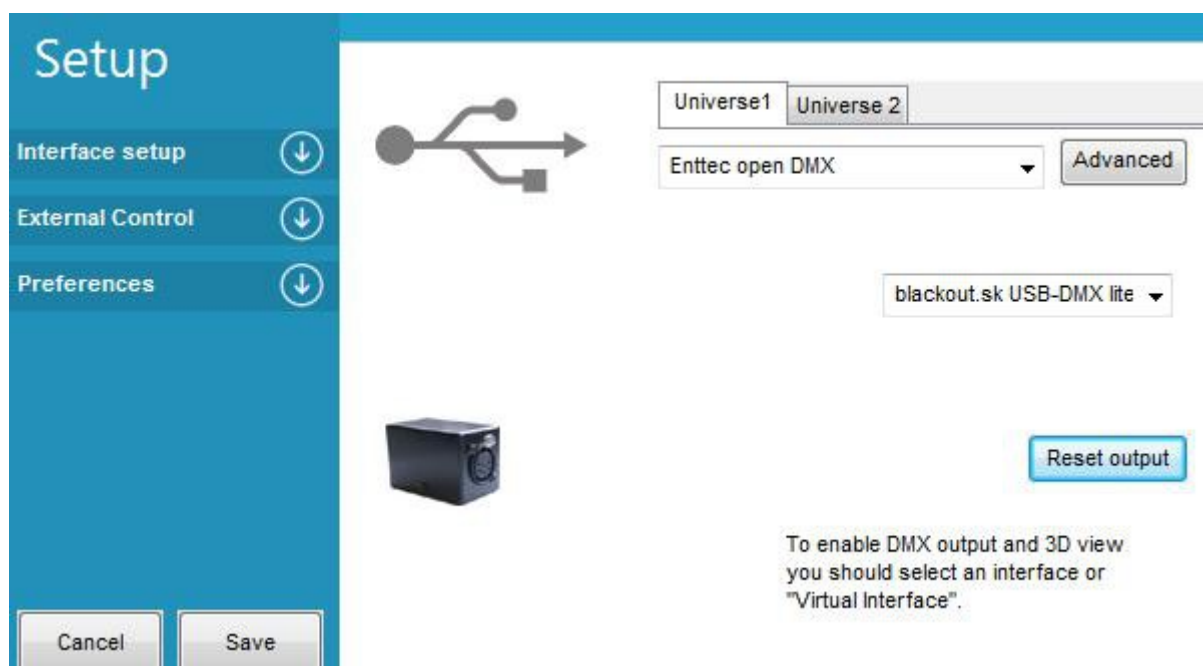 Setup
Interface setup
External Control
Preferences
Cancel
Save
Universe1
Universe 2
Enttec open DMX
Advanced
blackout.sk USB-DMX lite
Reset output
To enable DMX output and 3D view
you should select an interface or
"Virtual Interface".